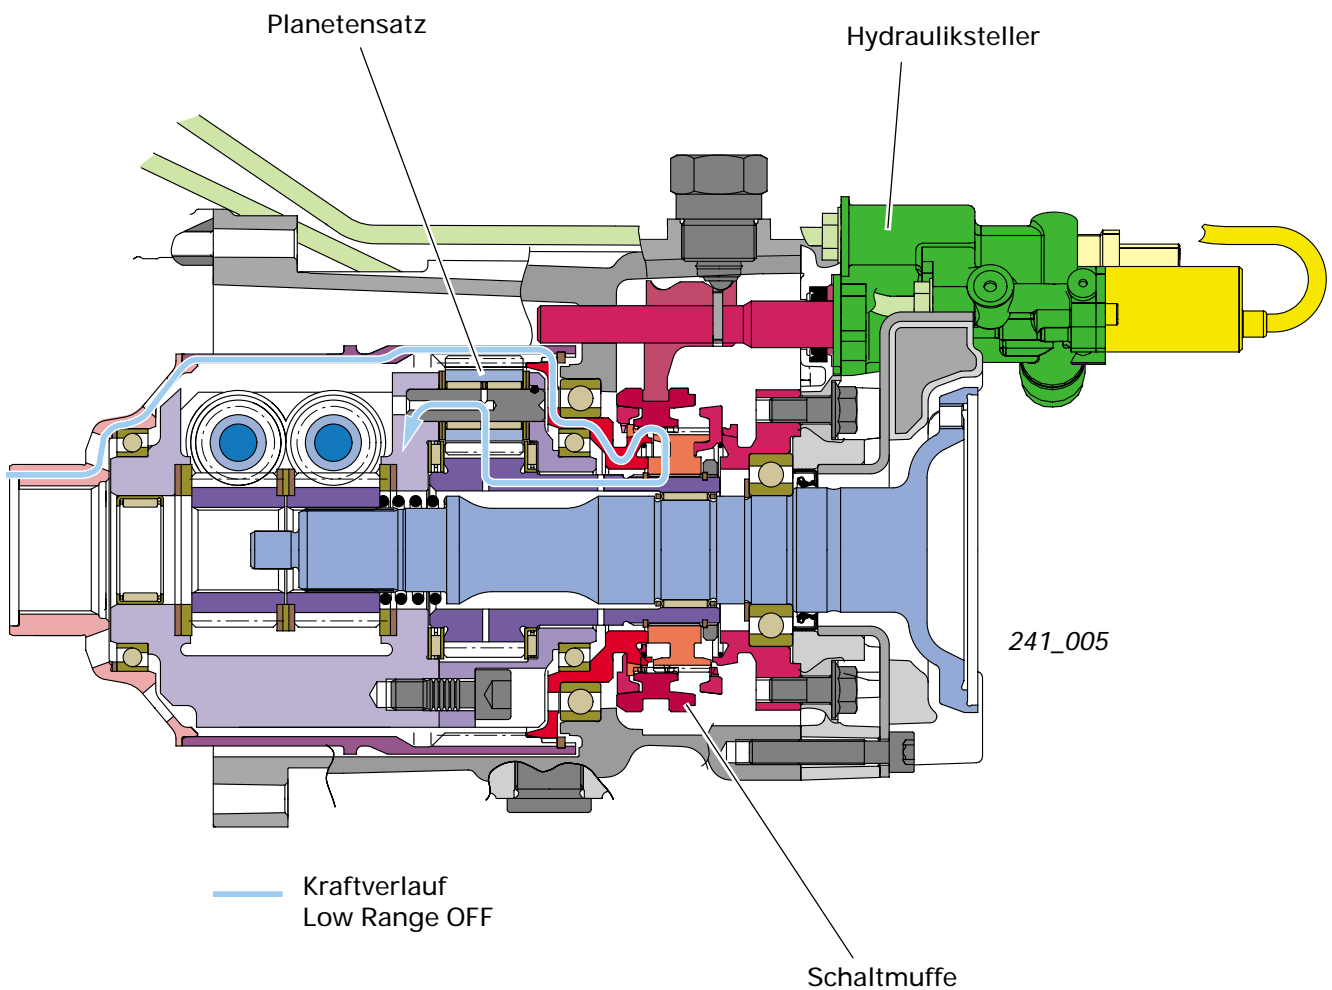 Planetensatz
Hydrauliksteller
241_005
Kraftverlauf
Low Range OFF
Schaltmuffe